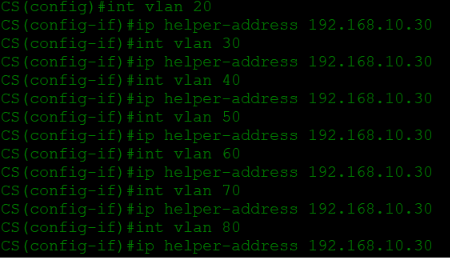 CS(config)#int vlan 20
CS(config-if)#ip helper-address 192.168.10.30
CS(config-if)#int vlan 30
CS(config-if)#ip helper-address 192.168.10.30
CS(config-if)#int vlan 40
CS(config-if)#ip helper-address 192.168.10.30
CS(config-if)#int vlan 50
CS(config-if)#ip helper-address 192.168.10.30
CS(config-if)#int vlan 60
CS(config-if)#ip helper-address 192.168.10.30
CS(config-if)#int vlan 70
CS(config-if)#ip helper-address 192.168.10.30
CS(config-if)#int vlan 80
CS(config-if)#ip helper-address 192.168.10.30